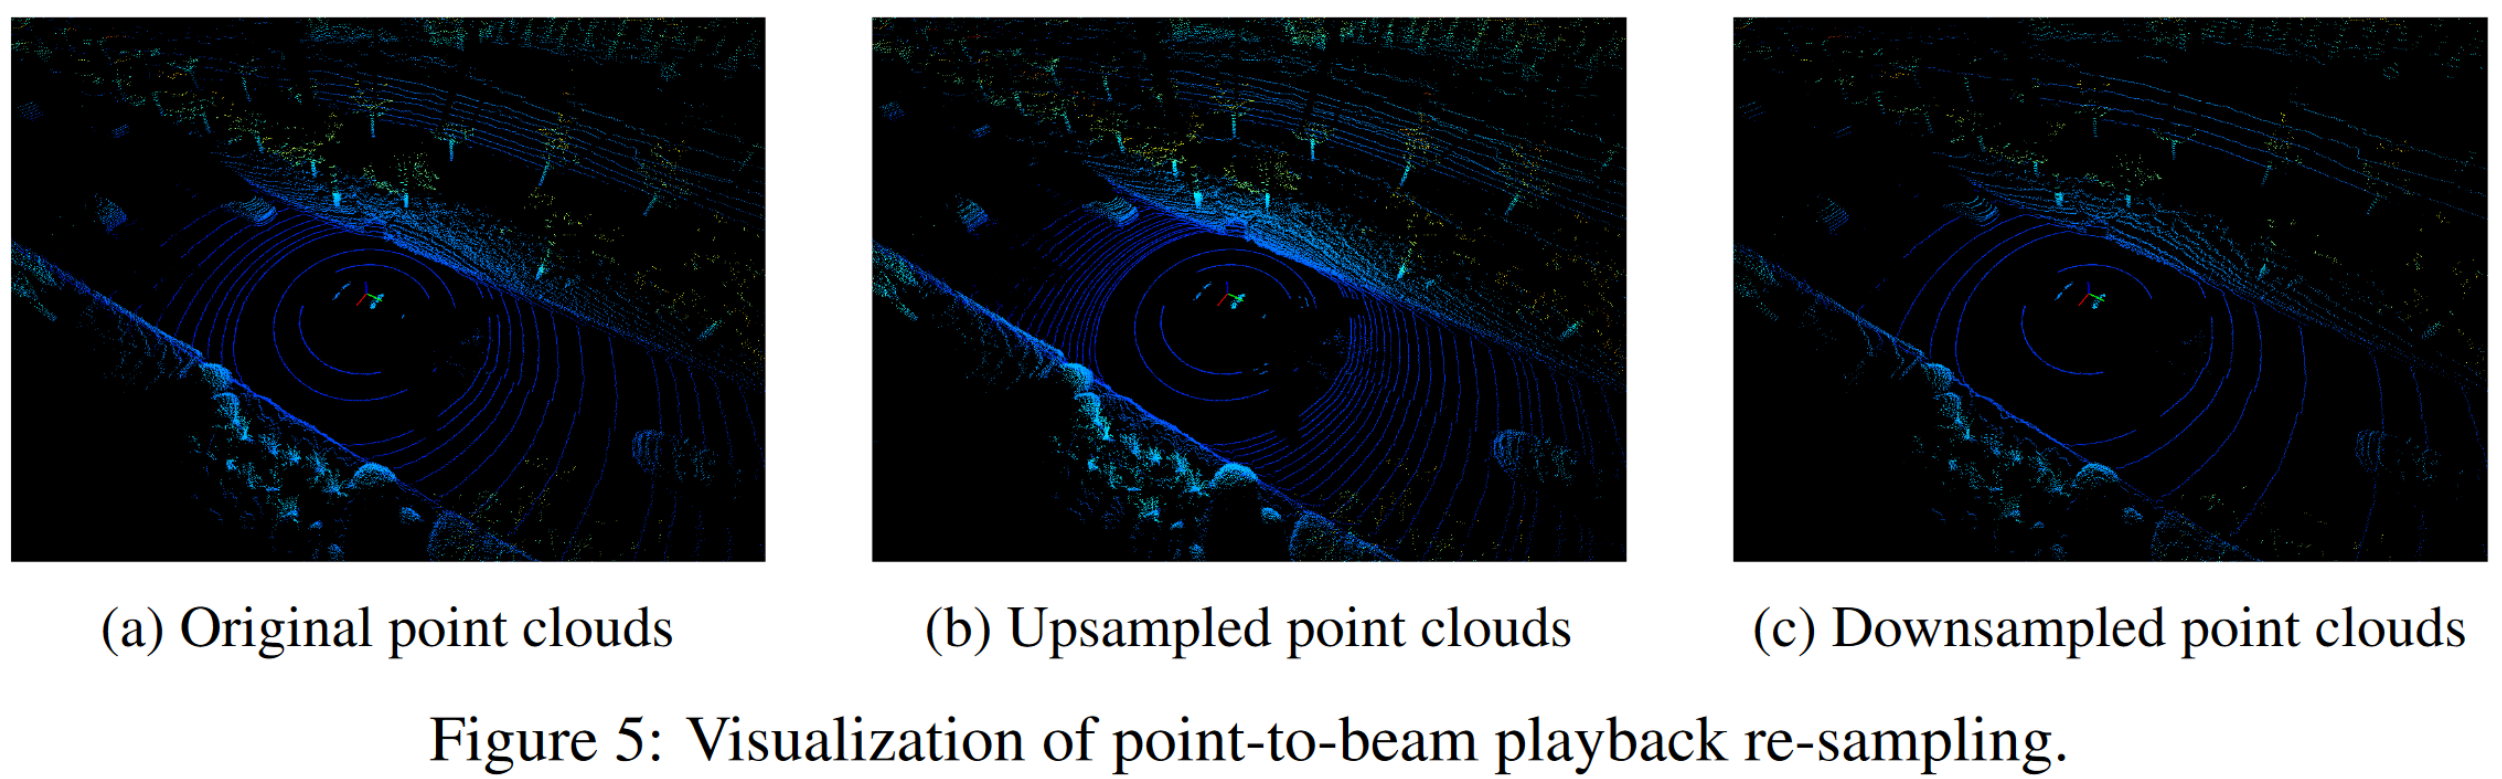 (a) Original point clouds
(b) Upsampled point clouds
(c) Downsampled point clouds
Figure 5: Visualization of point-to-beam playback re-sampling.